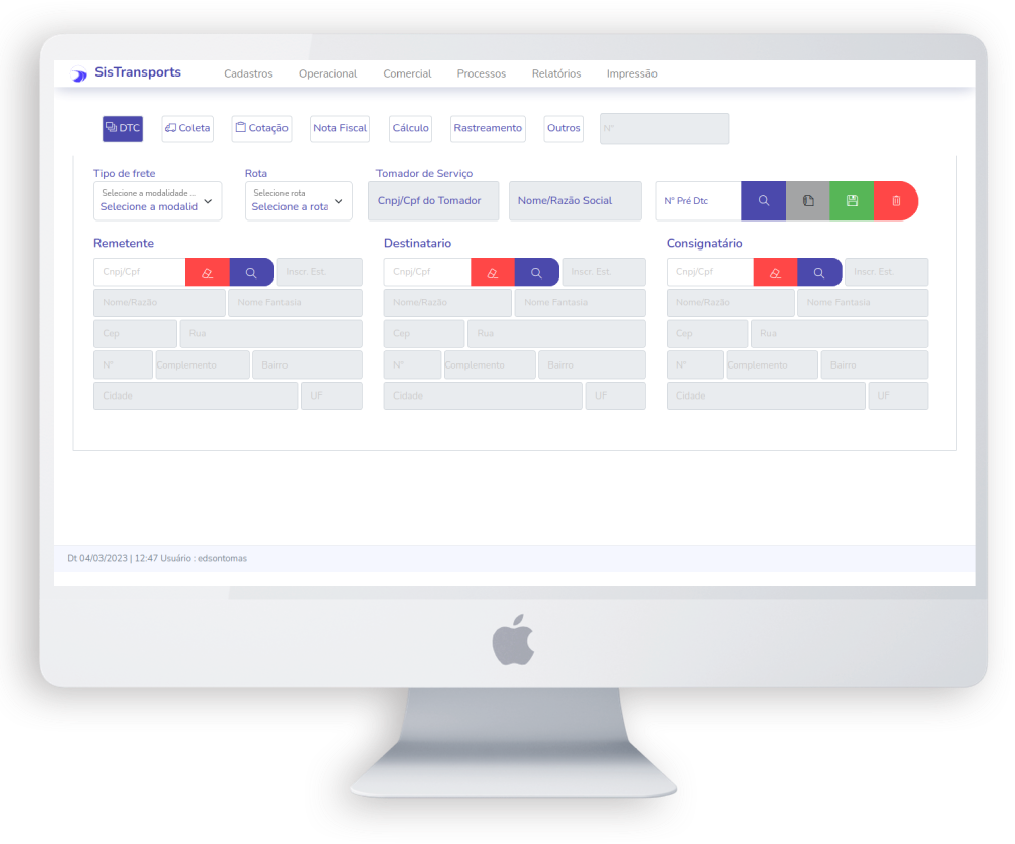 SisTransports Cadastros Operacional Comercial Processos Relatórios Impressão
DTC Coleta Cotação Nota Fiscal Cálculo Rastreamento Outros N°
Tipo de frete Rota Tomador de Serviço
Selecione a modalidade ... Selecione rota
Selecione a modalid Selecione a rota Cnpj/Cpf do Tomador Nome/Razão Social N° Pré Dtc
Remetente Destinatario Consignatário
Cnpj/Cpf Inscr. Est. Cnpj/Cpf Inscr. Est. Cnpj/Cpf Inscr. Est.
Nome/Razão Nome Fantasia Nome/Razão Nome Fantasia Nome/Razão Nome Fantasia
Cep Rua Cep Rua Cep Rua
N° Complemento Bairro N° Complemento Bairro N° Complemento Bairro
Cidade UF Cidade UF Cidade UF
Dt 04/03/2023 | 12:47 Usuário : edsontomas